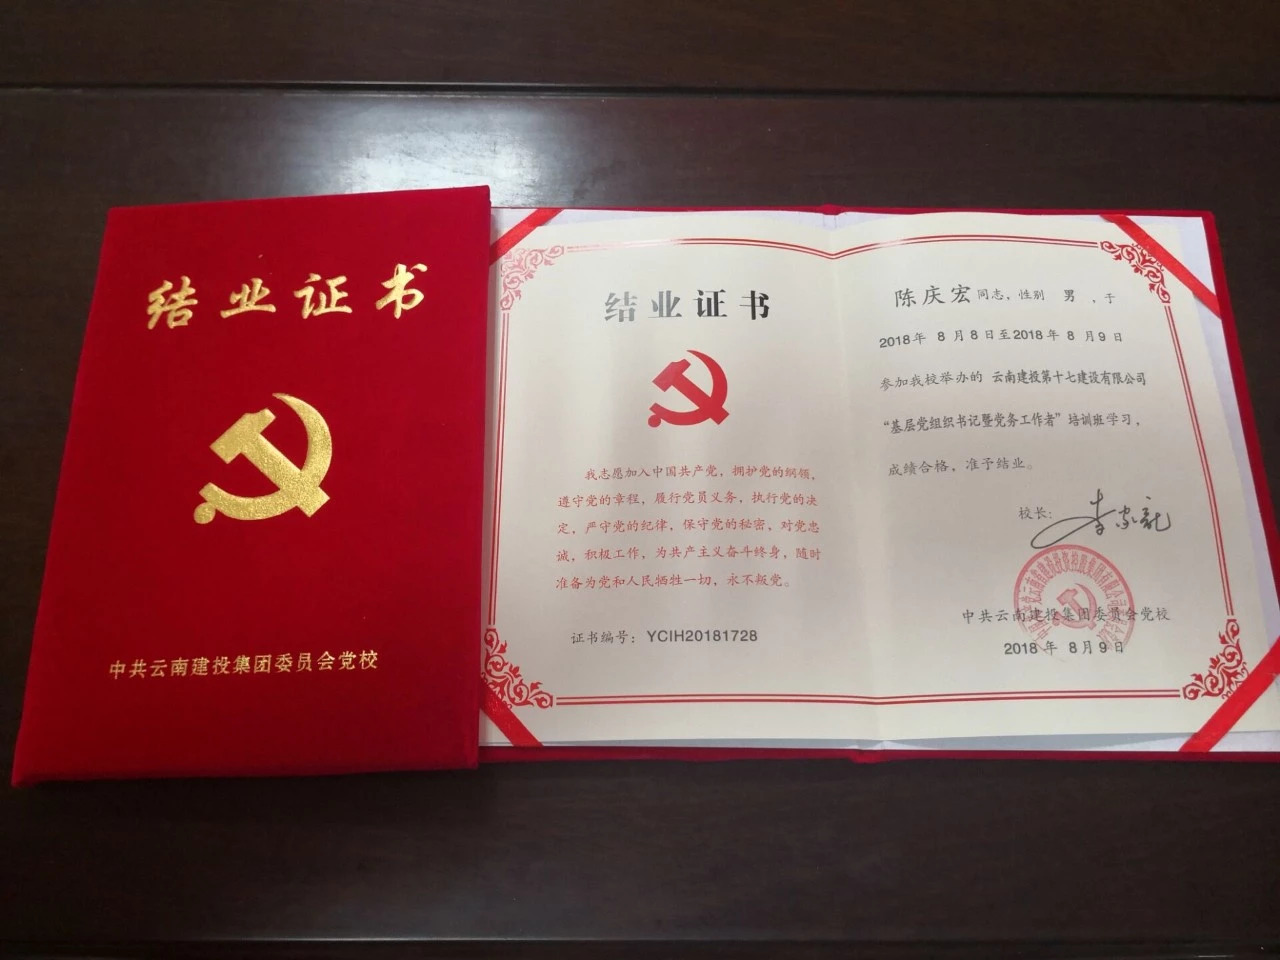 结业证书
中共云南建投集团委员会党校
结业证书
我志愿加入中国共产党，拥护党的纲领，
遵守党的章程，履行党员义务，执行党的决
定，严守党的纪律，保守党的秘密，对党忠
诚，积极工作，为共产主义奋斗终身，随时
准备为党和人民牺牲一切，永不叛党。
证书编号：YCIH20181728
陈庆宏同志，性别 男 ，于
2018年 8 月 8 日至2018年 8 月 9 日
参加我校举办的 云南建投第十七建设有限公司
“基层党组织书记暨党务工作者”培训班学习，
成绩合格，准予结业。
校长：
中共云南建投集团委员会党校
2018 年 8 月 9 日